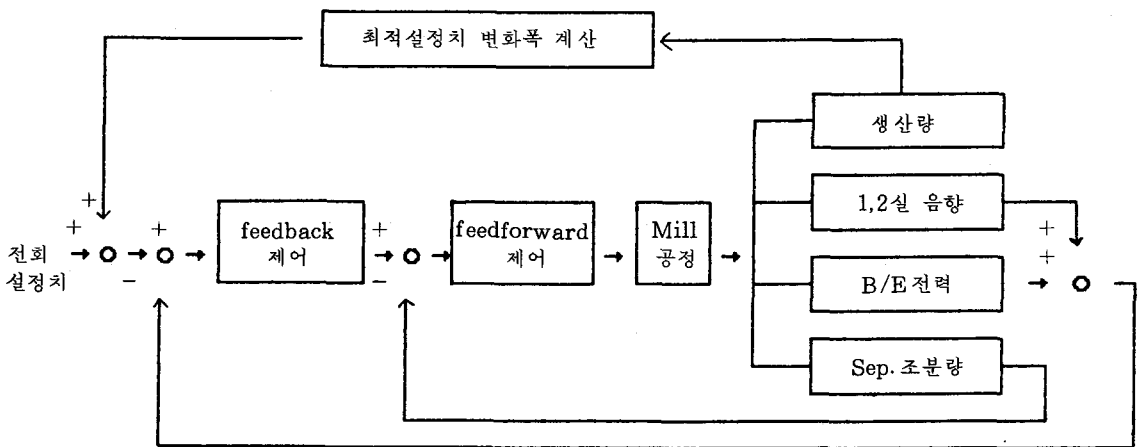 최적설정치 변화폭 계산
생산량
1,2실 음향
B/E전력
Sep.조분량
+
+
전회
설정치
+
−
feedback
제어
+
−
feedforward
제어
Mill
공정
+
+